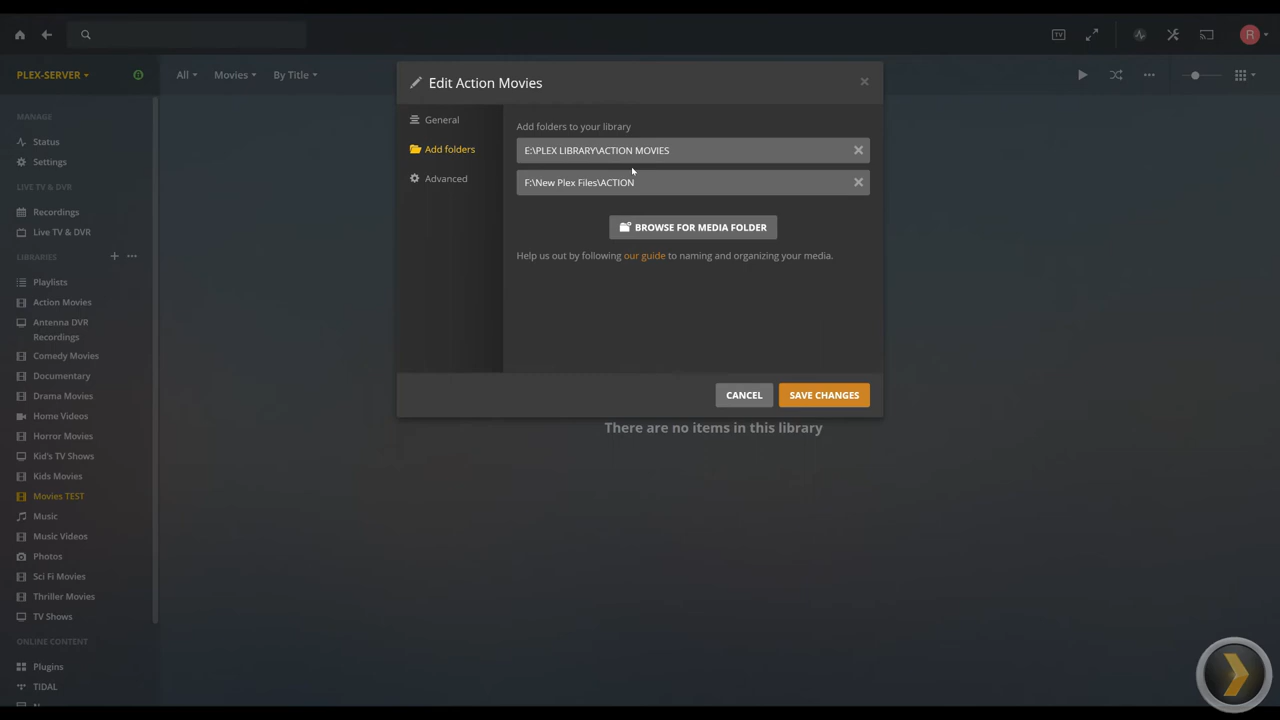 TV
R
PLEX-SERVER
All
Movies
By Title
MANAGE
Status
Settings
LIVE TV & DVR
Recordings
Live TV & DVR
LIBRARIES
Playlists
Action Movies
Antenna DVR
Recordings
Comedy Movies
Documentary
Drama Movies
Home Videos
Horror Movies
Kid's TV Shows
Kids Movies
Movies TEST
Music
Music Videos
Photos
Sci Fi Movies
Thriller Movies
TV Shows
ONLINE CONTENT
Plugins
TIDAL
Edit Action Movies
General
Add folders
Advanced
Add folders to your library
E:\PLEX LIBRARY\ACTION MOVIES
F:\New Plex Files\ACTION
BROWSE FOR MEDIA FOLDER
Help us out by following our guide to naming and organizing your media.
CANCEL
SAVE CHANGES
There are no items in this library